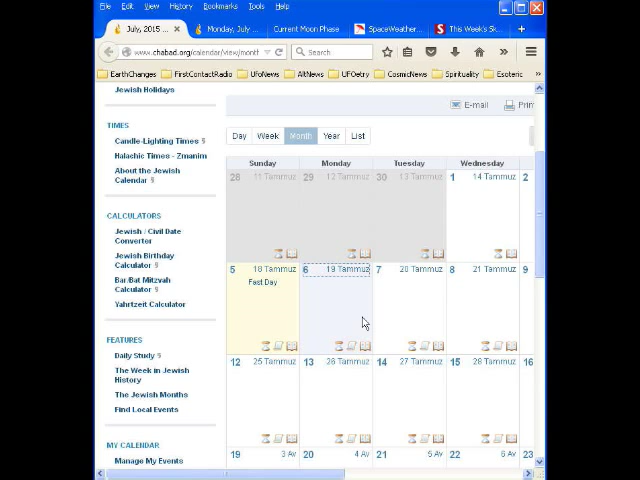 File Edit View History Bookmarks Tools Help
July, 2015 ... Monday, July ... Current Moon Phase SpaceWeather... This Week's Sk...
www.chabad.org/calendar/view/month Search
EarthChanges FirstContactRadio UfoNews AltNews UFOetry CosmicNews Spirituality Esoteric
Jewish Holidays
E-mail Prin
TIMES
Candle-Lighting Times
Halachic Times - Zmanim
About the Jewish
Calendar
Day Week Month Year List
Sunday Monday Tuesday Wednesday
28 11 Tammuz 29 12 Tammuz 30 13 Tammuz 1 14 Tammuz 2
CALCULATORS
Jewish / Civil Date
Converter
Jewish Birthday
Calculator
Bar/Bat Mitzvah
Calculator
Yahrtzeit Calculator
5 18 Tammuz 6 19 Tammuz 7 20 Tammuz 8 21 Tammuz 9
Fast Day
FEATURES
Daily Study
The Week in Jewish
History
The Jewish Months
Find Local Events
12 25 Tammuz 13 26 Tammuz 14 27 Tammuz 15 28 Tammuz 16
MY CALENDAR
Manage My Events
19 3 Av 20 4 Av 21 5 Av 22 6 Av 23